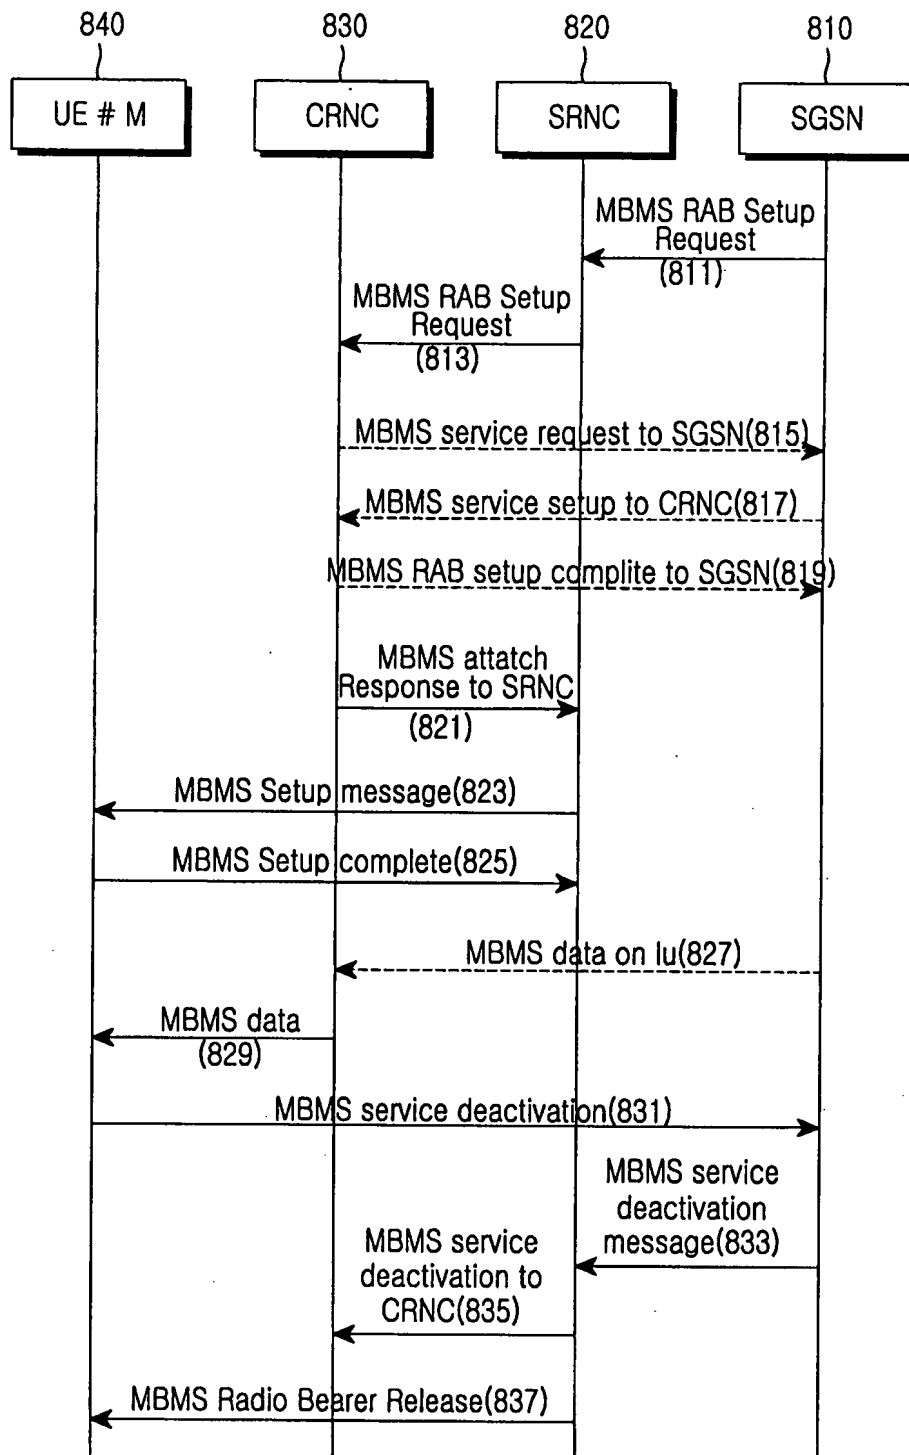 840
830
820
810
UE # M
CRNC
SRNC
SGSN
MBMS RAB Setup
Request
(811)
MBMS RAB Setup
Request
(813)
MBMS service request to SGSN(815)
MBMS service setup to CRNC(817)
MBMS RAB setup complite to SGSN(819)
MBMS attatch
Response to SRNC
(821)
MBMS Setup message(823)
MBMS Setup complete(825)
MBMS data on Iu(827)
MBMS data
(829)
MBMS service deactivation(831)
MBMS service
deactivation
message(833)
MBMS service
deactivation to
CRNC(835)
MBMS Radio Bearer Release(837)